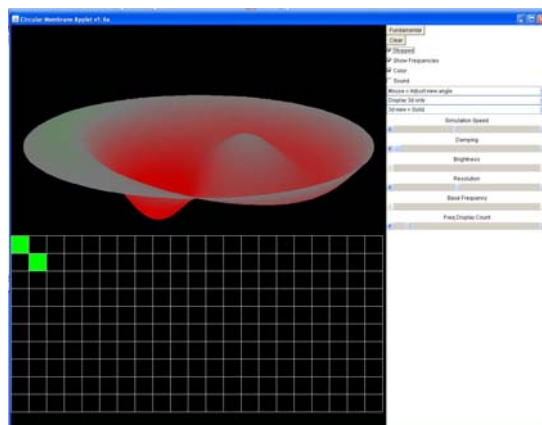 Circular Membrane Applet v1.6a
Fundamental
Clear
Stopped
Show Frequencies
Color
Sound
Mouse = Adjust view angle
Display 3d only
3d view = Solid
Simulation Speed
Damping
Brightness
Resolution
Base Frequency
Freq Display Count